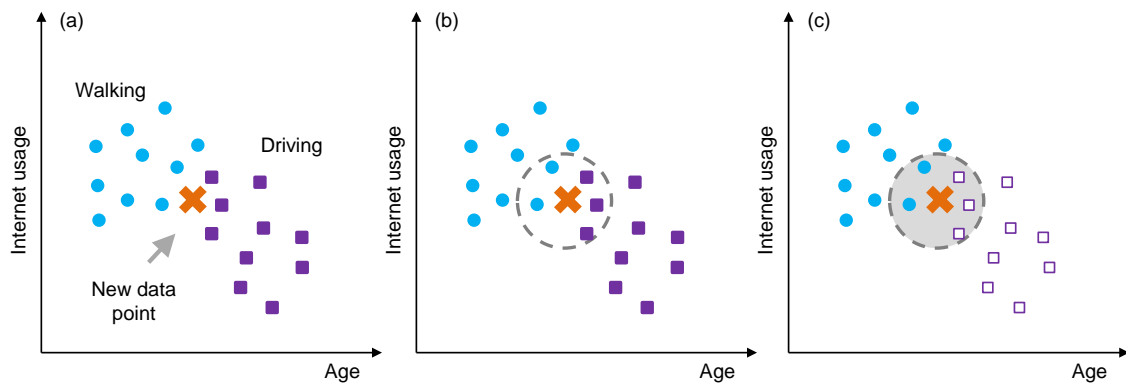 (a)
Walking
Driving
New data
point
Internet usage
Age
(b)
Internet usage
Age
(c)
Internet usage
Age